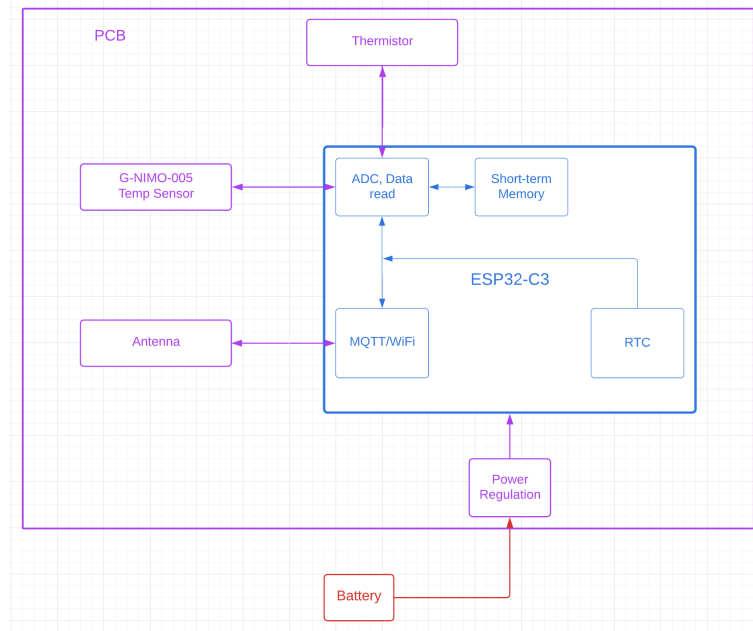 PCB
Thermistor
G-NIMO-005
Temp Sensor
ADC, Data
read
Short-term
Memory
ESP32-C3
Antenna
MQTT/WiFi
RTC
Power
Regulation
Battery